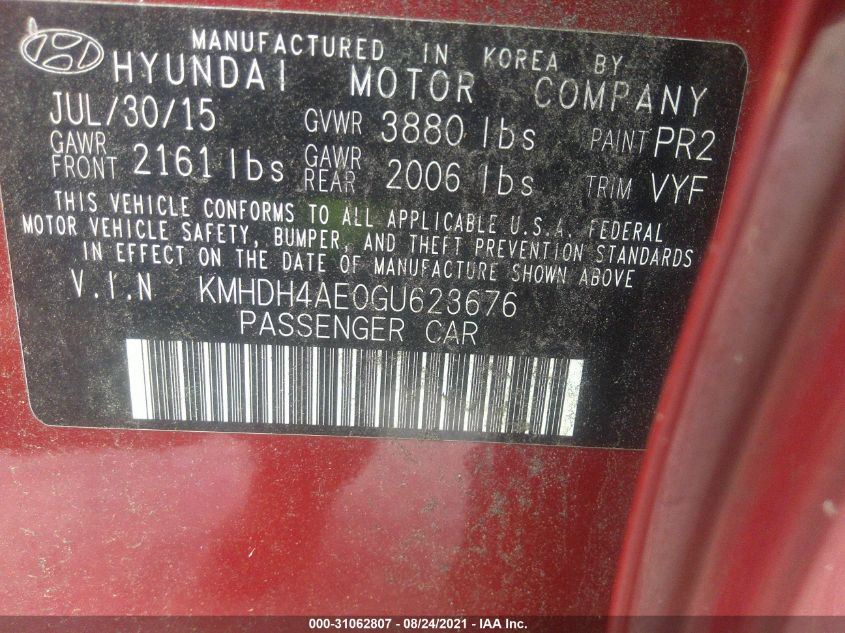 MANUFACTURED IN KOREA BY
HYUNDAI MOTOR COMPANY
JUL/30/15 GVWR 3880 lbs PAINT PR2
GAWR FRONT 2161 lbs GAWR REAR 2006 lbs TRIM VYF
THIS VEHICLE CONFORMS TO ALL APPLICABLE U.S.A. FEDERAL
MOTOR VEHICLE SAFETY, BUMPER, AND THEFT PREVENTION STANDARDS
IN EFFECT ON THE DATE OF MANUFACTURE SHOWN ABOVE
V.I.N KMHDH4AE0GU623676
PASSENGER CAR
000-31062807 - 08/24/2021 - IAA Inc.